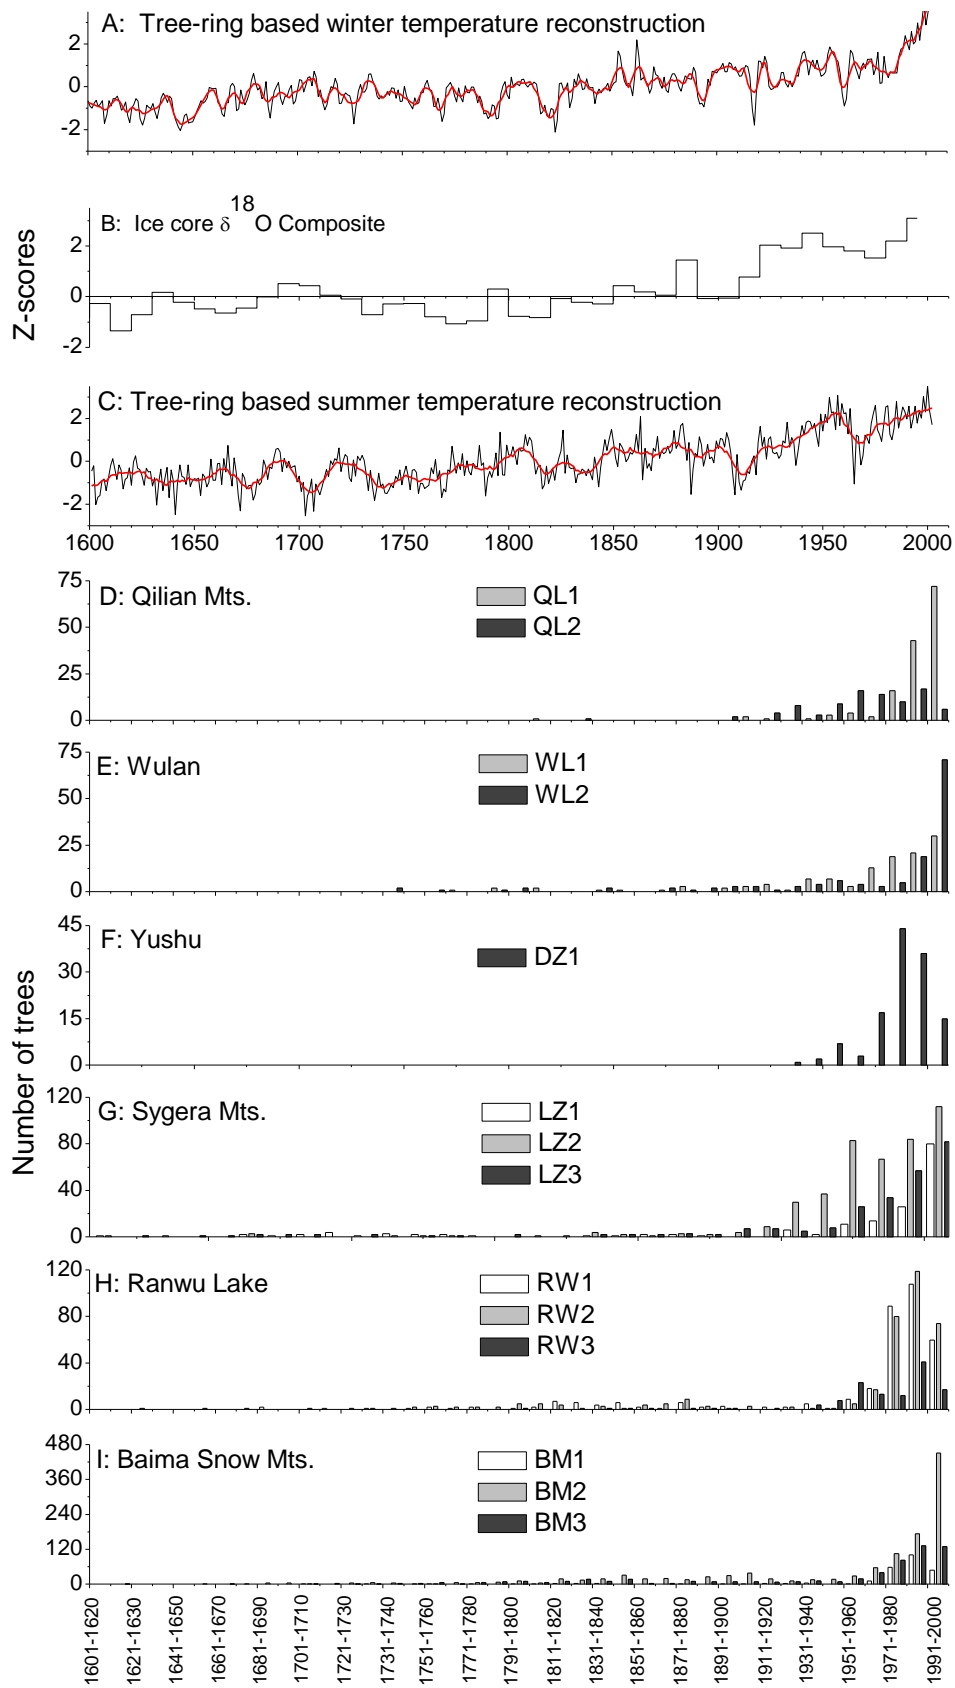 A: Tree-ring based winter temperature reconstruction
2
0
-2
B: Ice core δ18O Composite
2
0
-2
Z-scores
C: Tree-ring based summer temperature reconstruction
2
0
-2
1600 1650 1700 1750 1800 1850 1900 1950 2000
D: Qilian Mts.
QL1
QL2
75
50
25
0
E: Wulan
WL1
WL2
75
50
25
0
F: Yushu
DZ1
45
30
15
0
Number of trees
G: Sygera Mts.
LZ1
LZ2
LZ3
120
80
40
0
H: Ranwu Lake
RW1
RW2
RW3
120
80
40
0
I: Baima Snow Mts.
BM1
BM2
BM3
480
360
240
120
0
1601-1620
1621-1630
1641-1650
1661-1670
1681-1690
1701-1710
1721-1730
1731-1740
1751-1760
1771-1780
1791-1800
1811-1820
1831-1840
1851-1860
1871-1880
1891-1900
1911-1920
1931-1940
1951-1960
1971-1980
1991-2000